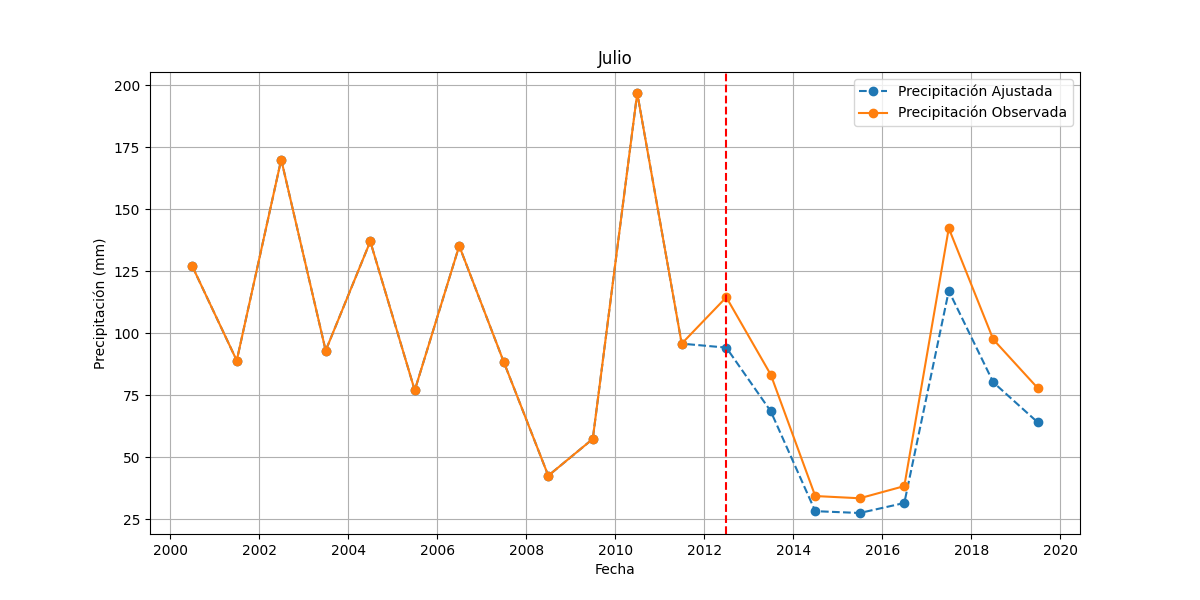 Julio
Precipitación Ajustada
Precipitación Observada
Precipitación (mm)
200
175
150
125
100
75
50
25
2000 2002 2004 2006 2008 2010 2012 2014 2016 2018 2020
Fecha